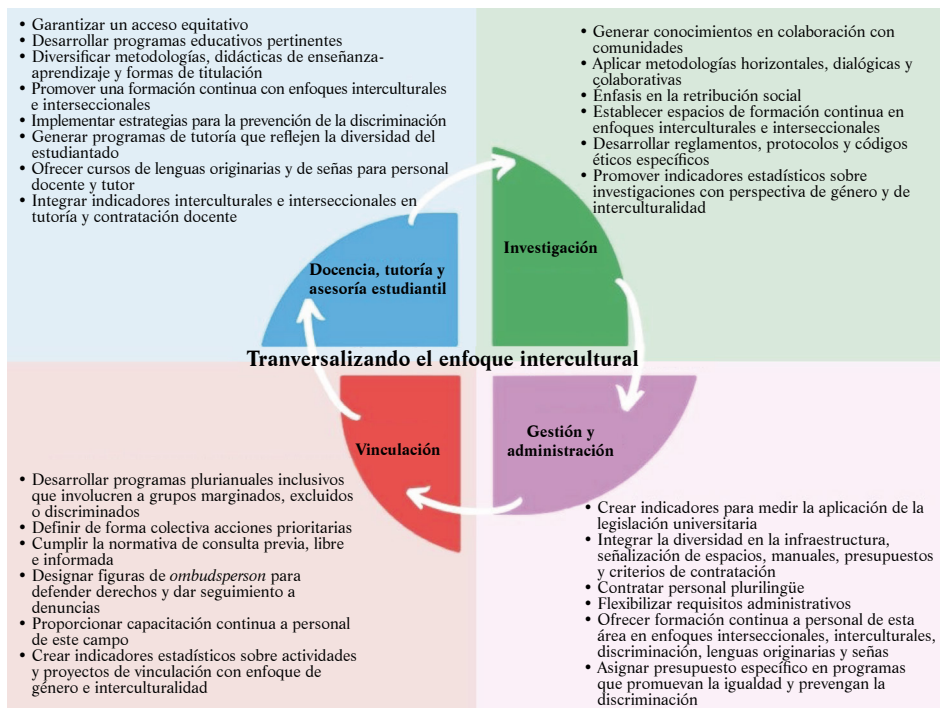 • Garantizar un acceso equitativo
• Desarrollar programas educativos pertinentes
• Diversificar metodologías, didácticas de enseñanza-
aprendizaje y formas de titulación
• Promover una formación continua con enfoques interculturales
e interseccionales
• Implementar estrategias para la prevención de la discriminación
• Generar programas de tutoría que reflejen la diversidad del
estudiantado
• Ofrecer cursos de lenguas originarias y de señas para personal
docente y tutor
• Integrar indicadores interculturales e interseccionales en
tutoría y contratación docente
• Generar conocimientos en colaboración con
comunidades
• Aplicar metodologías horizontales, dialógicas y
colaborativas
• Énfasis en la retribución social
• Establecer espacios de formación continua en
enfoques interculturales e interseccionales
• Desarrollar reglamentos, protocolos y códigos
éticos específicos
• Promover indicadores estadísticos sobre
investigaciones con perspectiva de género y de
interculturalidad
Docencia, tutoría y
asesoría estudiantil
Investigación
Tranversalizando el enfoque intercultural
Vinculación
Gestión y
administración
• Desarrollar programas plurianuales inclusivos
que involucren a grupos marginados, excluidos
o discriminados
• Definir de forma colectiva acciones prioritarias
• Cumplir la normativa de consulta previa, libre
e informada
• Designar figuras de ombudsperson para
defender derechos y dar seguimiento a
denuncias
• Proporcionar capacitación continua a personal
de este campo
• Crear indicadores estadísticos sobre actividades
y proyectos de vinculación con enfoque de
género e interculturalidad
• Crear indicadores para medir la aplicación de la
legislación universitaria
• Integrar la diversidad en la infraestructura,
señalización de espacios, manuales, presupuestos
y criterios de contratación
• Contratar personal plurilingüe
• Flexibilizar requisitos administrativos
• Ofrecer formación continua a personal de esta
área en enfoques interseccionales, interculturales,
discriminación, lenguas originarias y señas
• Asignar presupuesto específico en programas
que promuevan la igualdad y prevengan la
discriminación